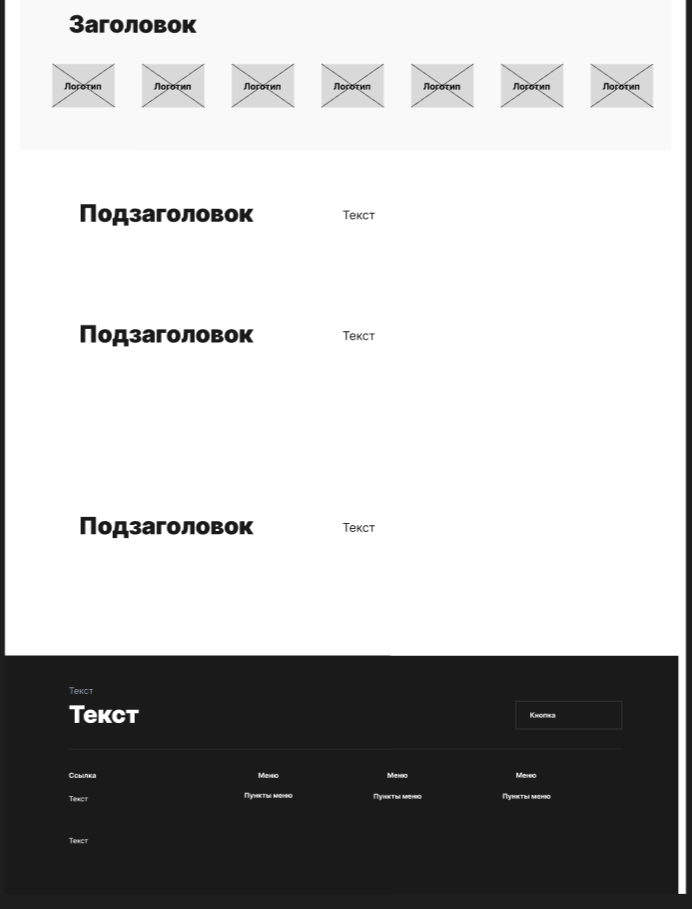 Заголовок
Логотип Логотип Логотип Логотип Логотип Логотип Логотип
Подзаголовок Текст
Подзаголовок Текст
Подзаголовок Текст
Текст
Текст Кнопка
Ссылка Меню Меню Меню
Текст Пункты меню Пункты меню Пункты меню
Текст